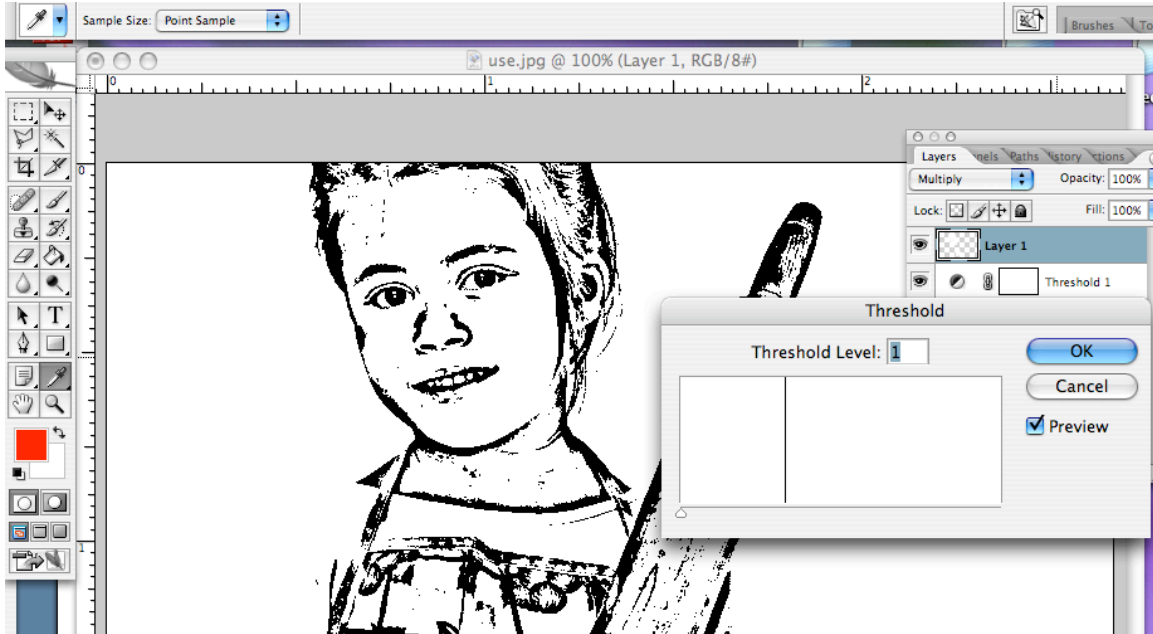 Sample Size: Point Sample
Brushes
use.jpg @ 100% (Layer 1, RGB/8#)
0 1 2
Layers Paths
Multiply Opacity: 100%
Lock: Fill: 100%
Layer 1
Threshold 1
Threshold
Threshold Level: 1
OK
Cancel
Preview
T
0
1